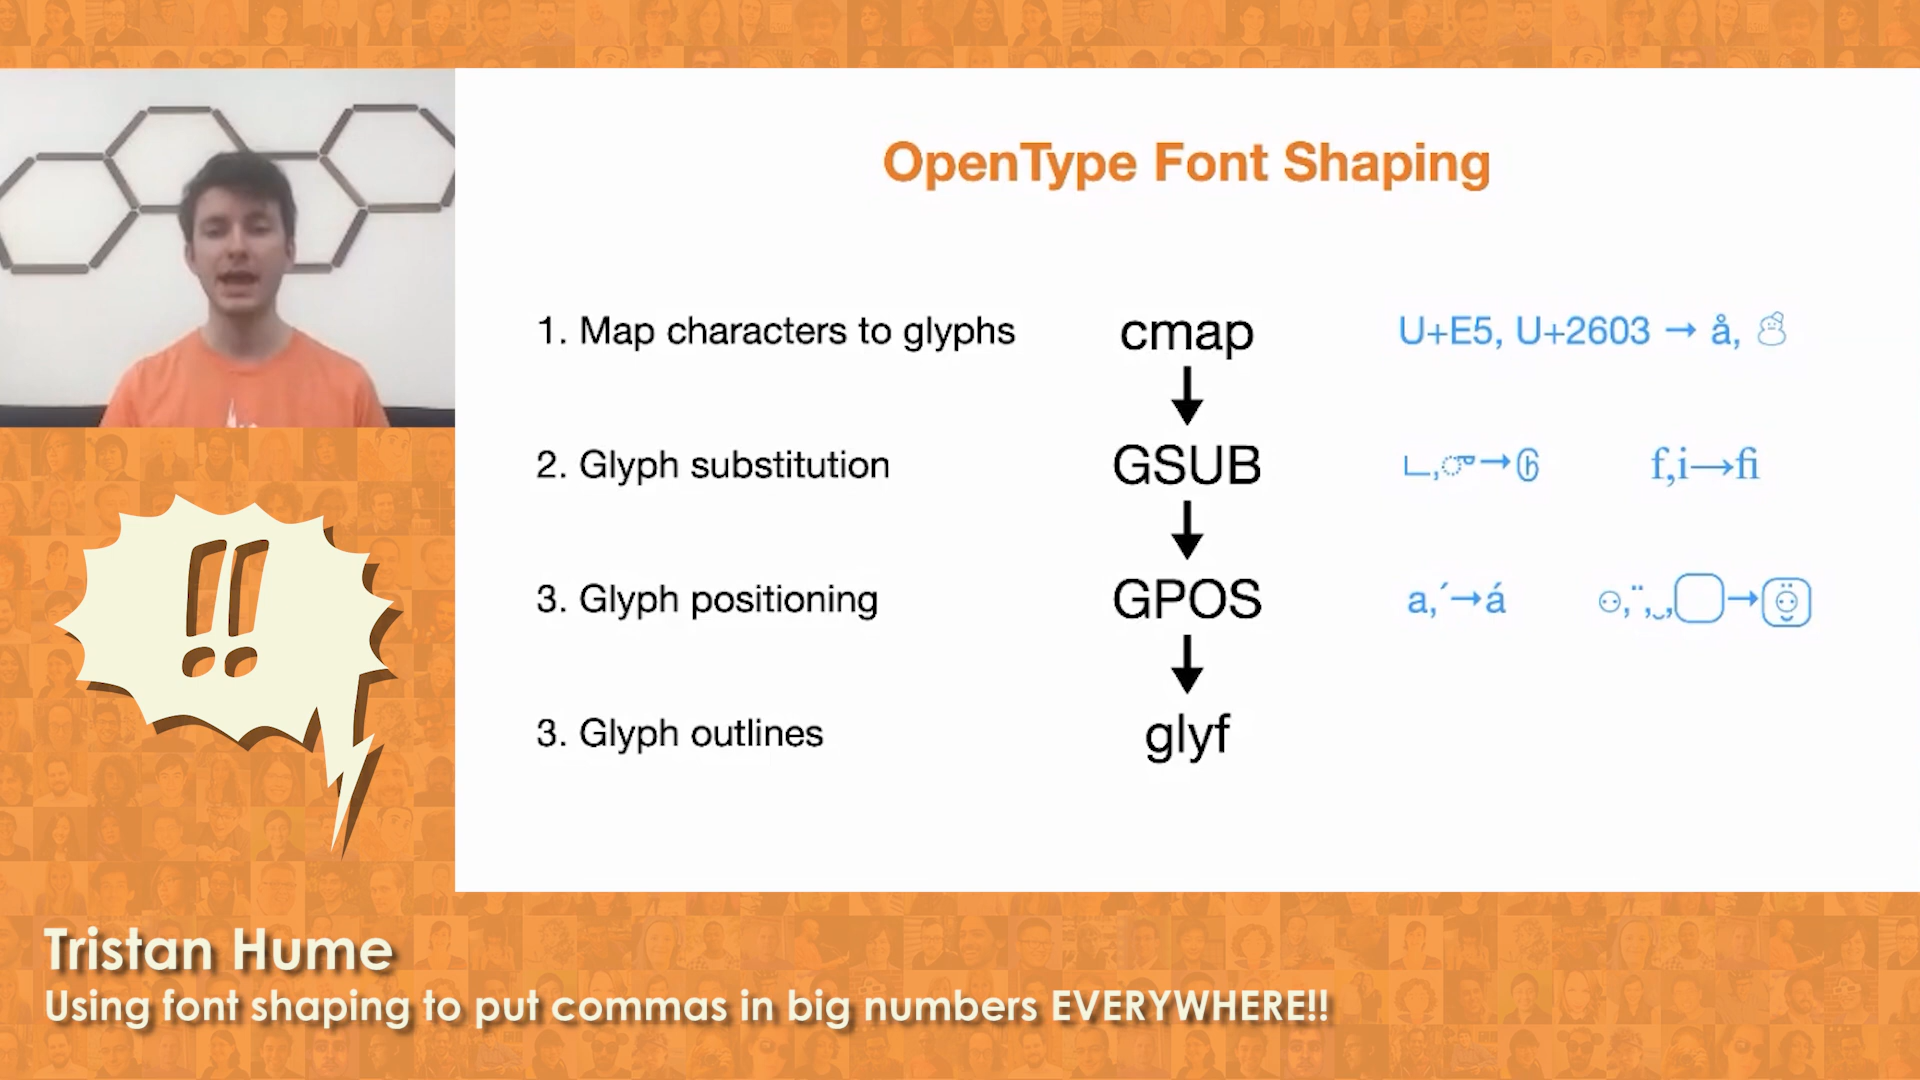 OpenType Font Shaping
1. Map characters to glyphs cmap U+E5, U+2603 → å, ☃
2. Glyph substitution GSUB f,i→fi
3. Glyph positioning GPOS a,´→á
3. Glyph outlines glyf
!!
Tristan Hume
Using font shaping to put commas in big numbers EVERYWHERE!!